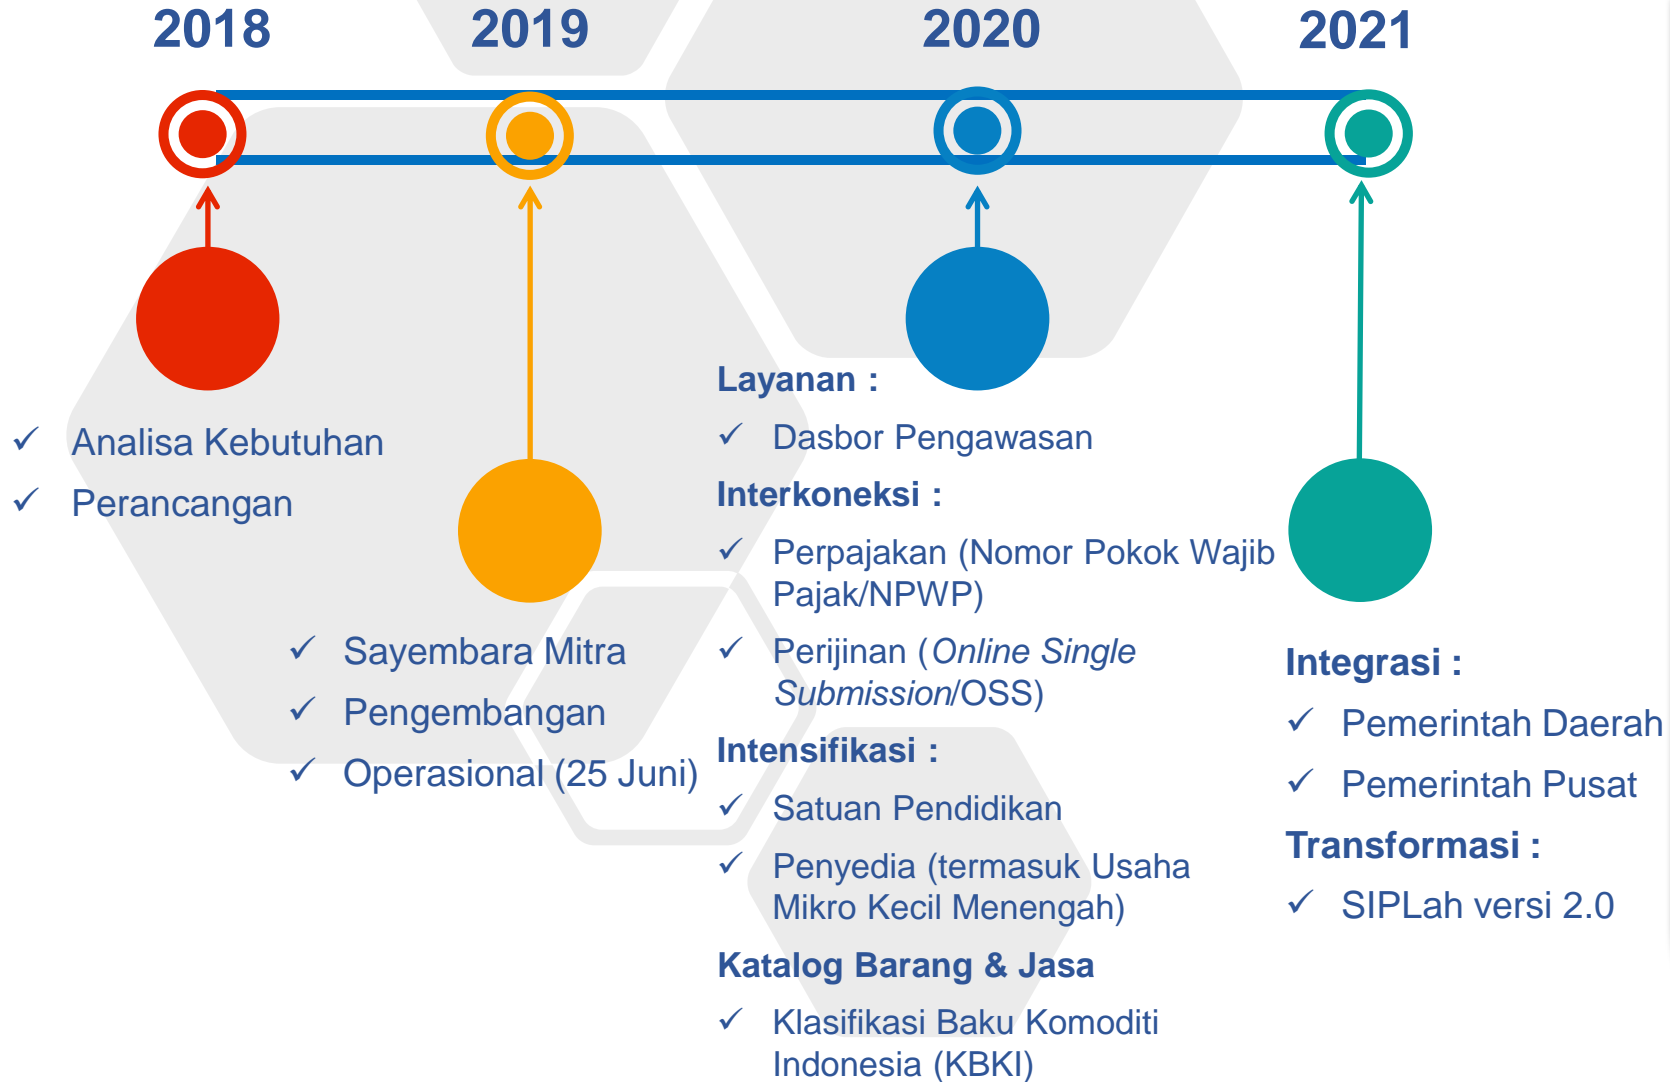 2018
2019
2020
2021
✓ Analisa Kebutuhan
✓ Perancangan
✓ Sayembara Mitra
✓ Pengembangan
✓ Operasional (25 Juni)
Layanan :
✓ Dasbor Pengawasan
Interkoneksi :
✓ Perpajakan (Nomor Pokok Wajib
Pajak/NPWP)
✓ Perijinan (Online Single
Submission/OSS)
Intensifikasi :
✓ Satuan Pendidikan
✓ Penyedia (termasuk Usaha
Mikro Kecil Menengah)
Katalog Barang & Jasa
✓ Klasifikasi Baku Komoditi
Indonesia (KBKI)
Integrasi :
✓ Pemerintah Daerah
✓ Pemerintah Pusat
Transformasi :
✓ SIPLah versi 2.0